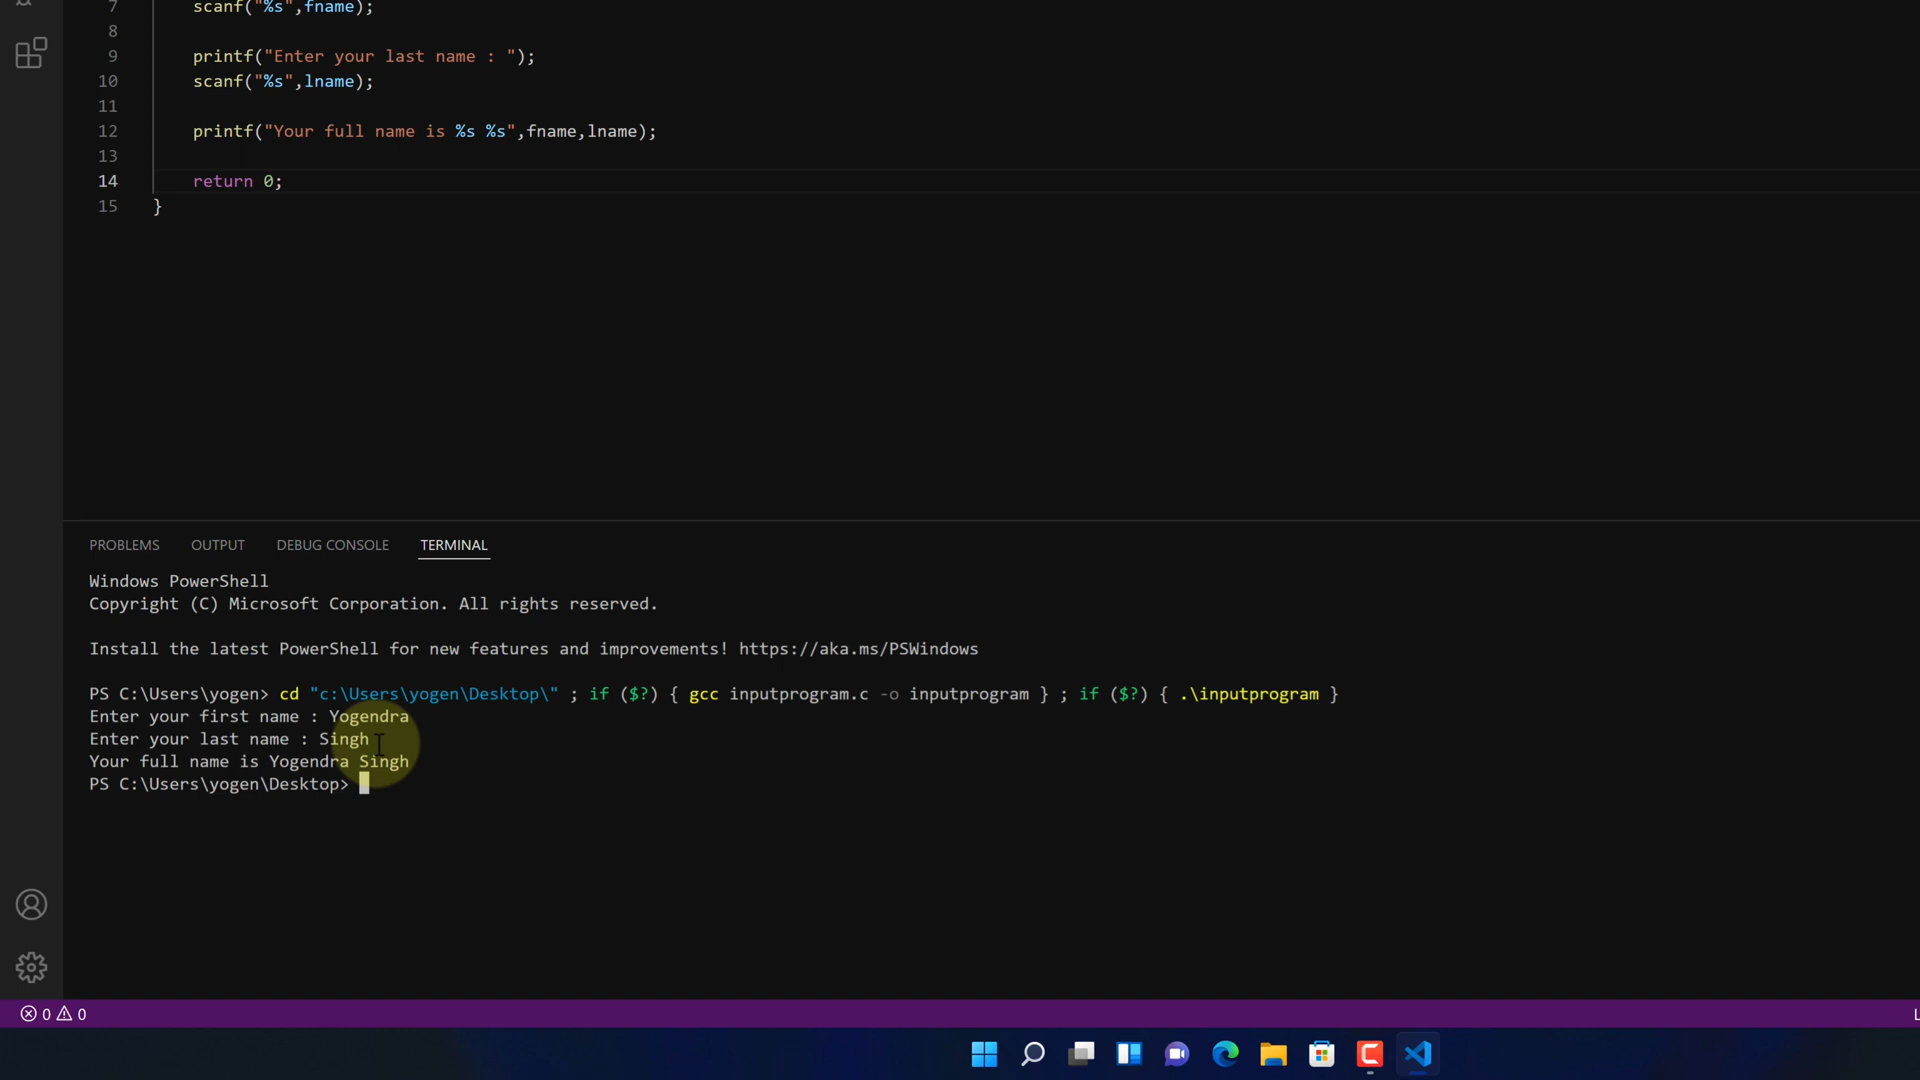 7 scanf("%s",fname);
8
9 printf("Enter your last name : ");
10 scanf("%s",lname);
11
12 printf("Your full name is %s %s",fname,lname);
13
14 return 0;
15 }
PROBLEMS OUTPUT DEBUG CONSOLE TERMINAL
Windows PowerShell
Copyright (C) Microsoft Corporation. All rights reserved.
Install the latest PowerShell for new features and improvements! https://aka.ms/PSWindows
PS C:\Users\yogen> cd "c:\Users\yogen\Desktop\" ; if ($?) { gcc inputprogram.c -o inputprogram } ; if ($?) { .\inputprogram }
Enter your first name : Yogendra
Enter your last name : Singh
Your full name is Yogendra Singh
PS C:\Users\yogen\Desktop>
0 0